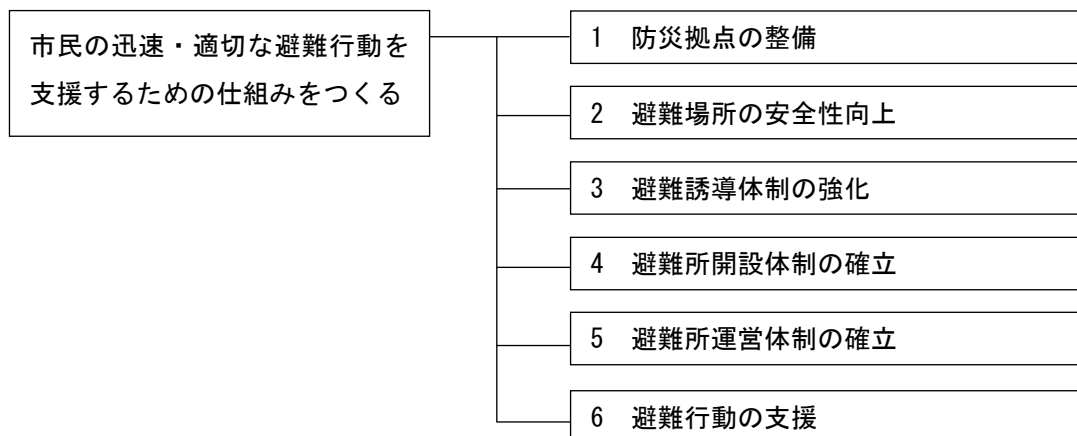 市民の迅速・適切な避難行動を
支援するための仕組みをつくる
1 防災拠点の整備
2 避難場所の安全性向上
3 避難誘導体制の強化
4 避難所開設体制の確立
5 避難所運営体制の確立
6 避難行動の支援